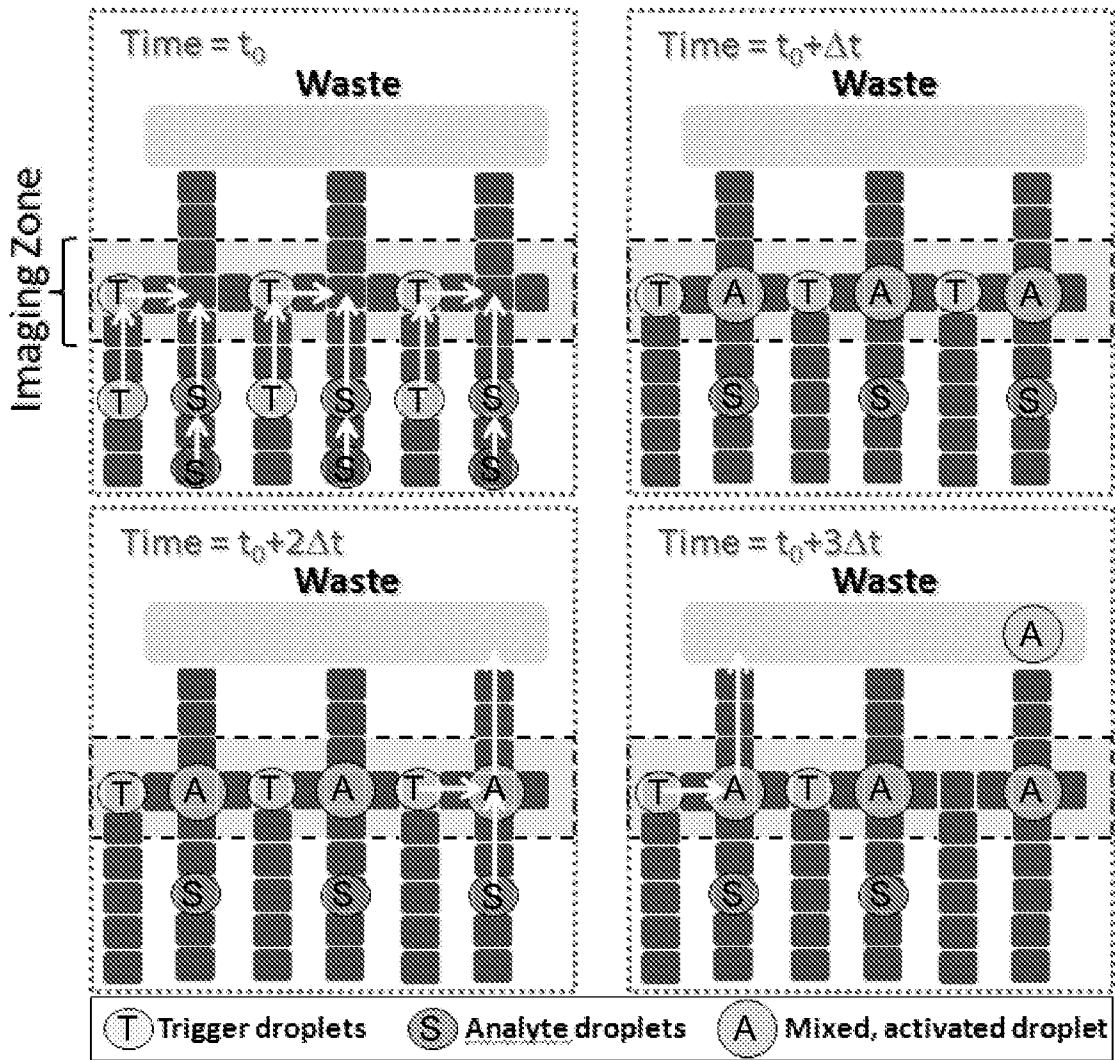 Imaging Zone
Time = t₀
Waste
T T T
T S T S T S
S S S
Time = t₀+Δt
Waste
T A T A T A
S S S
Time = t₀+2Δt
Waste
T A T A T A
S S S
Time = t₀+3Δt
Waste
A
T A T A A
S S
T Trigger droplets S Analyte droplets A Mixed, activated droplet